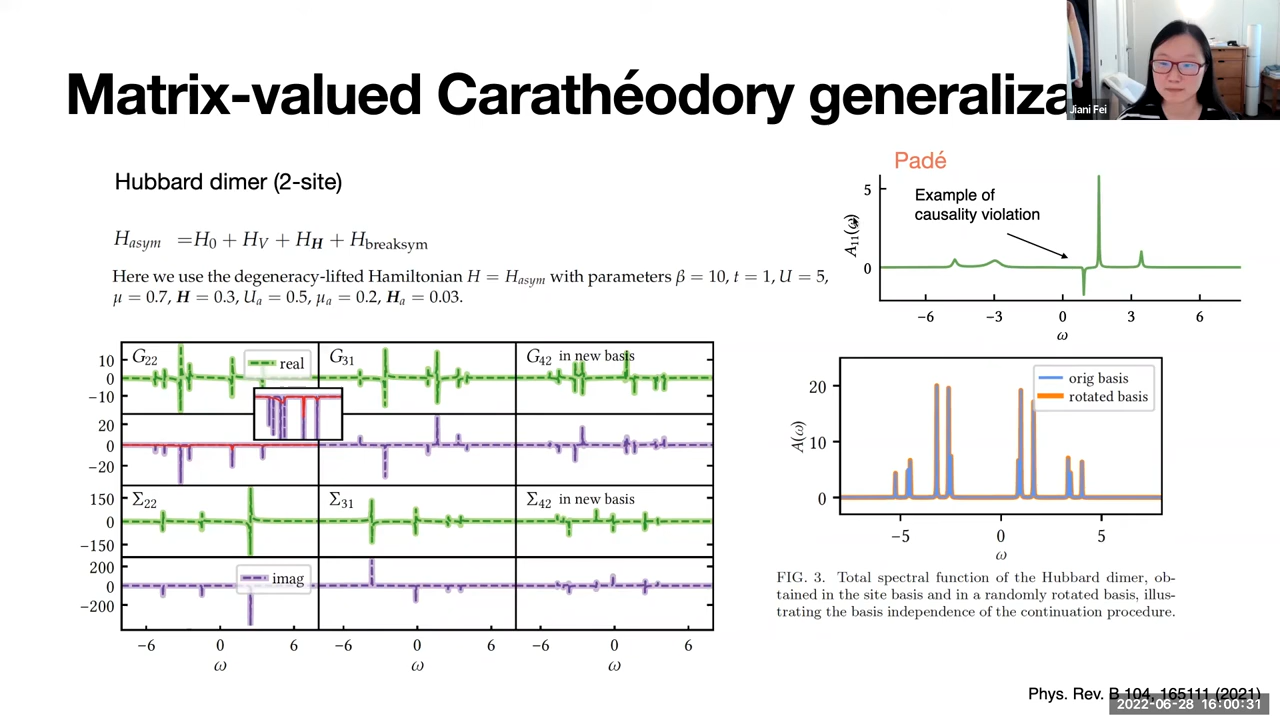 Matrix-valued Carathéodory generaliza
Jiani Fei
Hubbard dimer (2-site)
H_asym = H_0 + H_V + H_H + H_breaksym
Here we use the degeneracy-lifted Hamiltonian H = H_asym with parameters β = 10, t = 1, U = 5,
μ = 0.7, H = 0.3, U_a = 0.5, μ_a = 0.2, H_a = 0.03.
Padé
Example of
causality violation
A_11(ω)
5
0
−6 −3 0 3 6
ω
G_22 real G_31 G_42 in new basis
10
0
−10
20
0
−20
Σ_22 Σ_31 Σ_42 in new basis
150
0
−150
imag
200
0
−200
−6 0 6 −6 0 6 −6 0 6
ω ω ω
orig basis
rotated basis
A(ω)
20
10
0
−5 0 5
ω
FIG. 3. Total spectral function of the Hubbard dimer, ob-
tained in the site basis and in a randomly rotated basis, illus-
trating the basis independence of the continuation procedure.
Phys. Rev. B 104, 165111 (2021)
2022-06-28 16:00:31